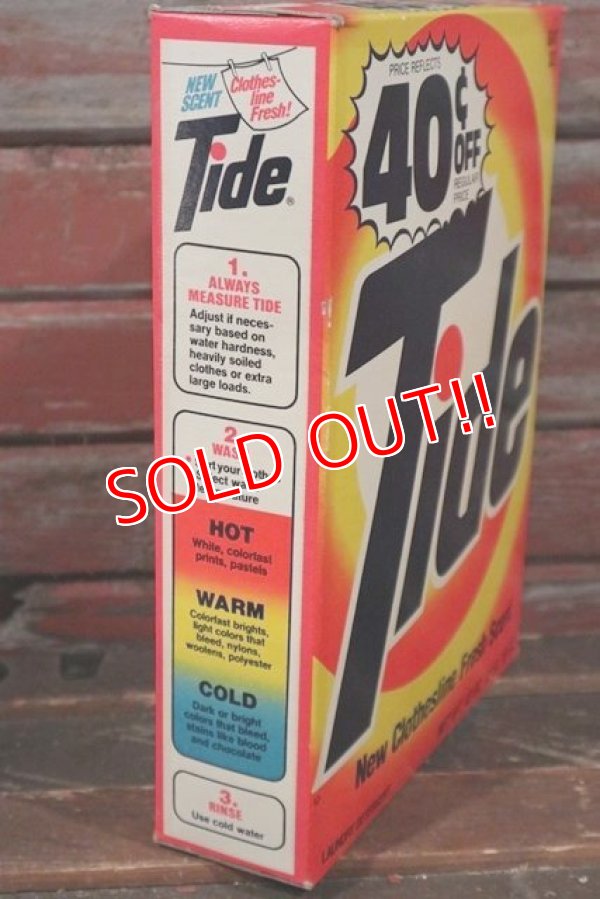 NEW
SCENT
Clothes-
line
Fresh!
Tide®
1.
ALWAYS
MEASURE TIDE
Adjust if neces-
sary based on
water hardness,
heavily soiled
clothes or extra
large loads.
2.
HOT
White, colorfast
prints, pastels
WARM
Colorfast brights,
light colors that
bleed, nylons,
woolens, polyester
COLD
Dark or bright
colors that bleed,
stains like blood
and chocolate
3.
RINSE
Use cold water
PRICE REFLECTS
40¢
OFF
REGULAR
PRICE
Tide
New Clothesline Fresh Scent
LAUNDRY DETERGENT
SOLD OUT!!